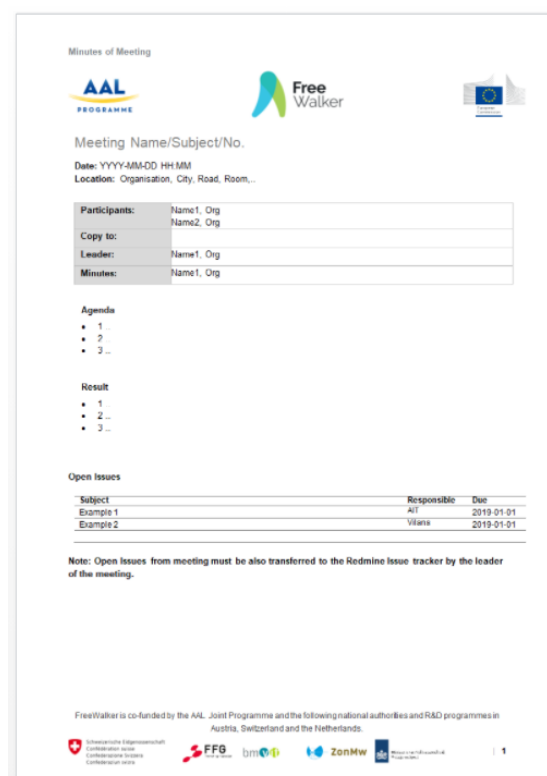 Minutes of Meeting
AAL
PROGRAMME
Free
Walker
Meeting Name/Subject/No.
Date: YYYY-MM-DD HH:MM
Location: Organisation, City, Road, Room,..
Participants: Name1, Org
Name2, Org
Copy to:
Leader: Name1, Org
Minutes: Name1, Org
Agenda
• 1 ..
• 2 ..
• 3 ..
Result
• 1 ..
• 2 ..
• 3 ..
Open Issues
Subject Responsible Due
Example 1 AIT 2019-01-01
Example 2 Vilans 2019-01-01
Note: Open Issues from meeting must be also transferred to the Redmine Issue tracker by the leader
of the meeting.
FreeWalker is co-funded by the AAL Joint Programme and the following national authorities and R&D programmes in
Austria, Switzerland and the Netherlands.
Schweizerische Eidgenossenschaft
Confédération suisse
Confederazione Svizzera
Confederaziun svizra
FFG
bmvit
ZonMw
1